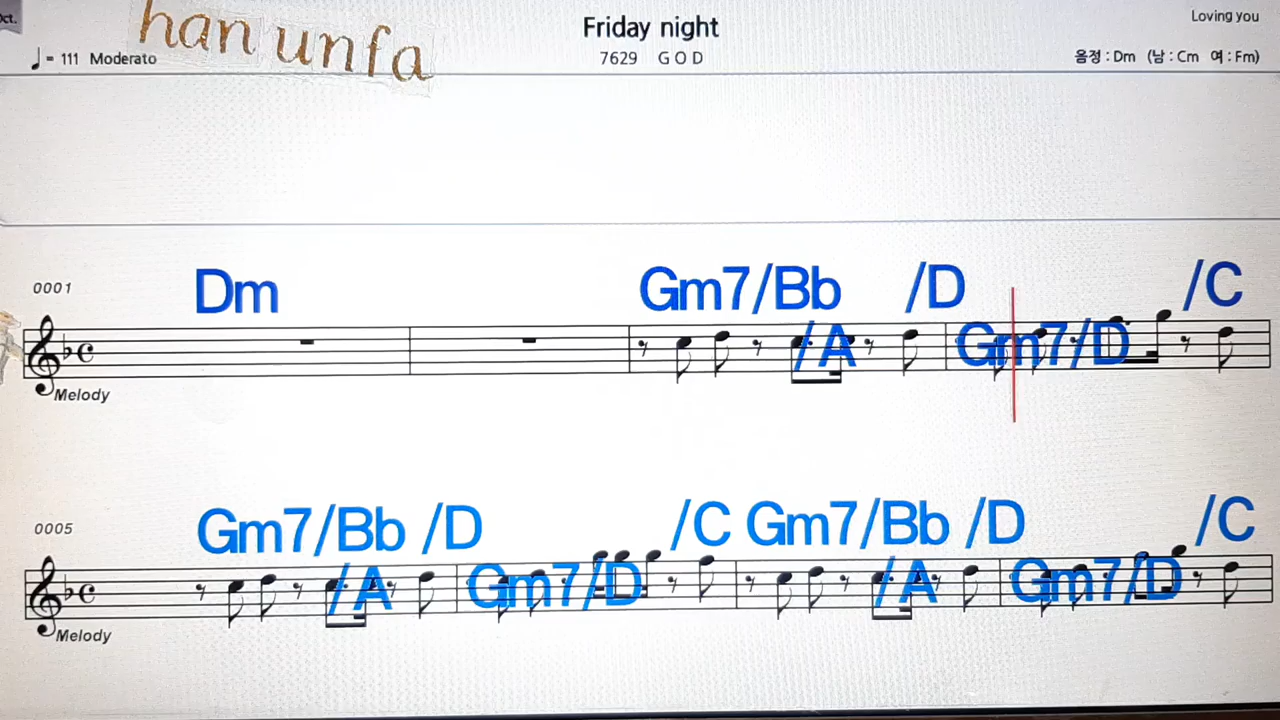 ct.
han unfa
Friday night
Loving you
♩= 111 Moderato
7629 G O D
음정 : Dm (남 : Cm 여 : Fm)
0001
Dm Gm7/Bb /D /C
/A Gm7/D
Melody
0005
Gm7/Bb /D /C Gm7/Bb /D /C
/A Gm7/D /A Gm7/D
Melody